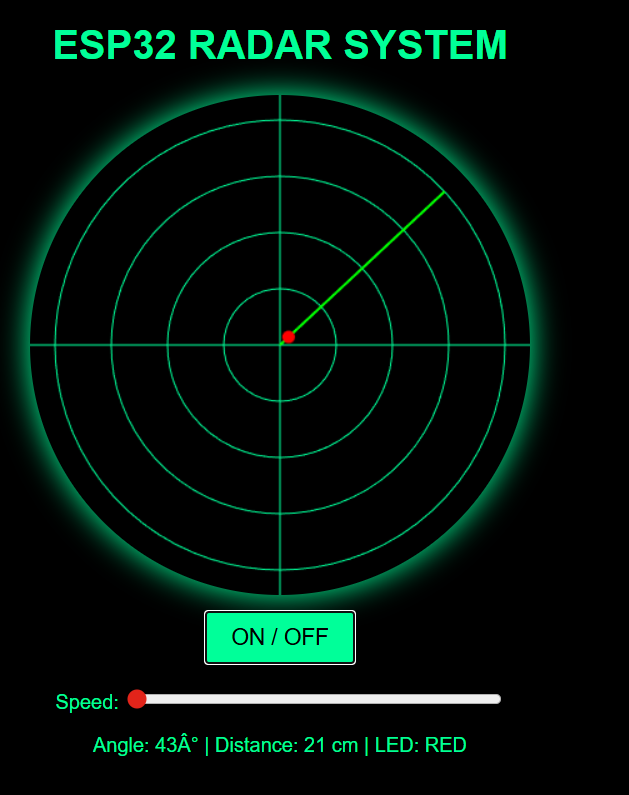 ESP32 RADAR SYSTEM
ON / OFF
Speed:
Angle: 43Â° | Distance: 21 cm | LED: RED